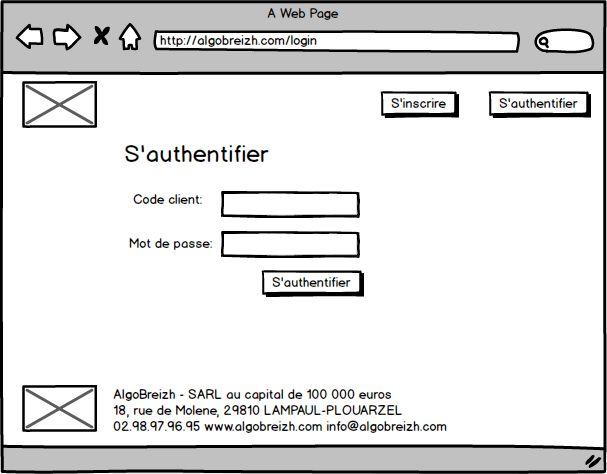 A Web Page
http://algobreizh.com/login
S'inscrire
S'authentifier
S'authentifier
Code client:
Mot de passe:
S'authentifier
AlgoBreizh - SARL au capital de 100 000 euros
18, rue de Molene, 29810 LAMPAUL-PLOUARZEL
02.98.97.96.95 www.algobreizh.com info@algobreizh.com